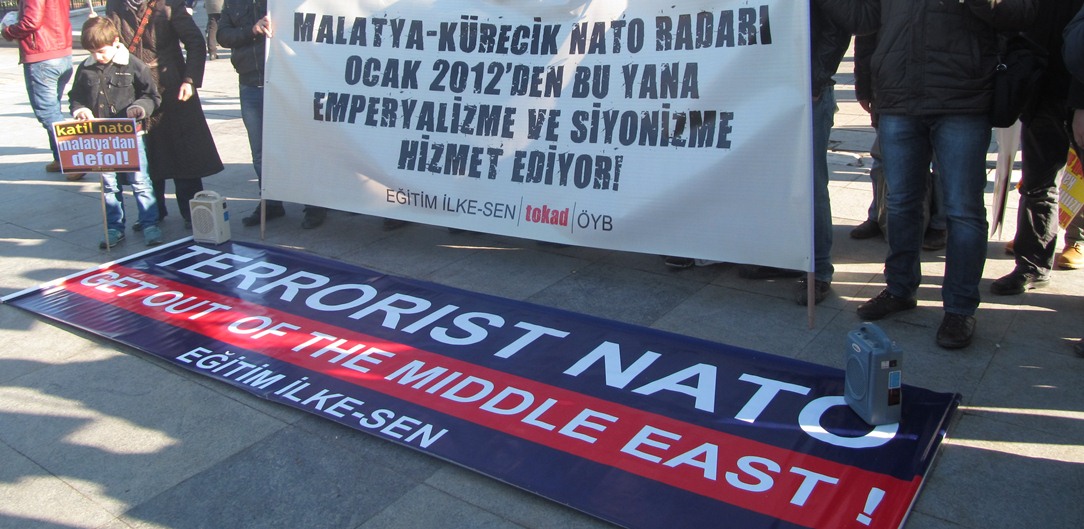 MALATYA-KÜRECİK NATO RADARI
OCAK 2012'DEN BU YANA
EMPERYALİZME VE SİYONİZME
HİZMET EDİYOR!
EĞİTİM İLKE-SEN | tokad | ÖYB
katil nato
malatya'dan
defol!
TERRORIST NATO
GET OUT OF THE MIDDLE EAST !
EĞİTİM İLKE-SEN